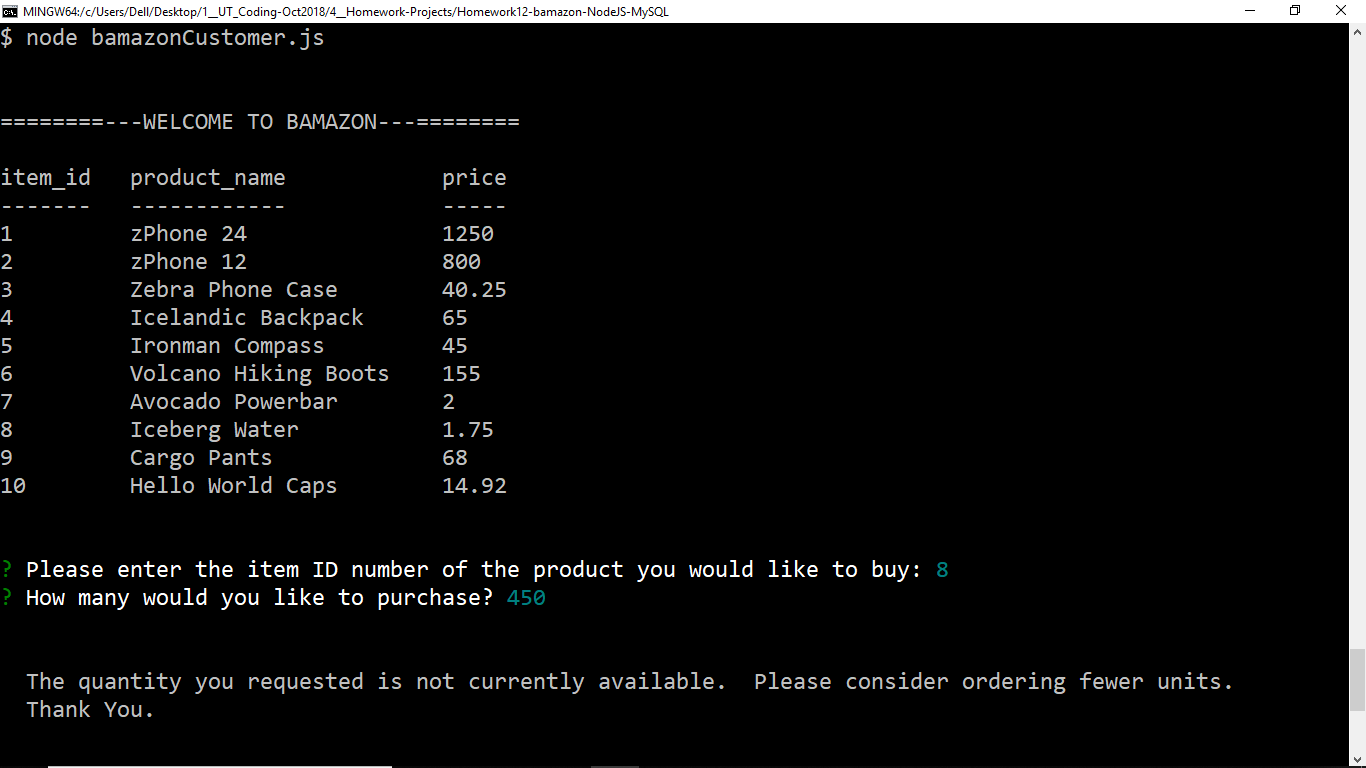 MINGW64:/c/Users/Dell/Desktop/1__UT_Coding-Oct2018/4__Homework-Projects/Homework12-bamazon-NodeJS-MySQL
$ node bamazonCustomer.js
========---WELCOME TO BAMAZON---========
item_id   product_name            price
-------   ------------            -----
1         zPhone 24               1250
2         zPhone 12               800
3         Zebra Phone Case        40.25
4         Icelandic Backpack      65
5         Ironman Compass         45
6         Volcano Hiking Boots    155
7         Avocado Powerbar        2
8         Iceberg Water           1.75
9         Cargo Pants             68
10        Hello World Caps        14.92
? Please enter the item ID number of the product you would like to buy: 8
? How many would you like to purchase? 450
The quantity you requested is not currently available.  Please consider ordering fewer units.
Thank You.